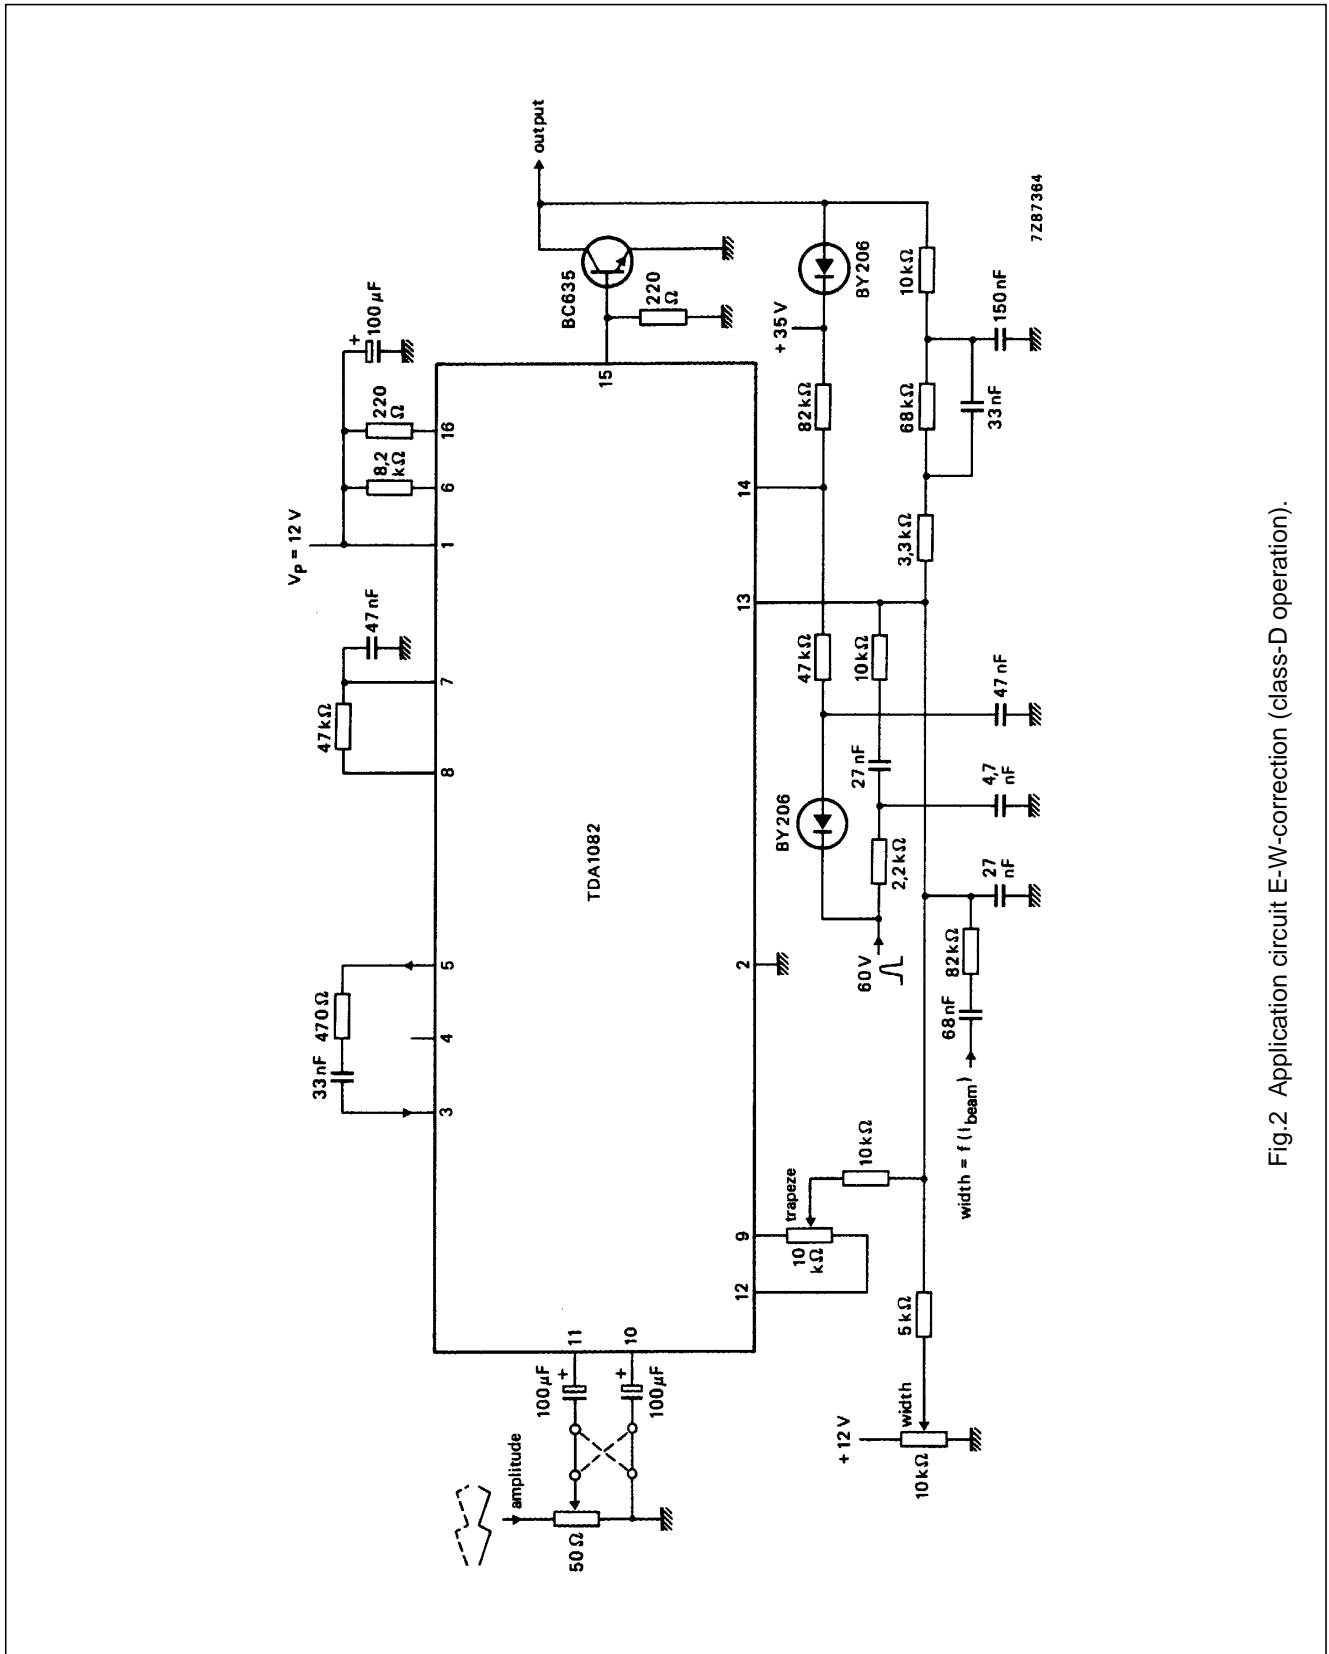 output
BC635
220
Ω
+
100 µF
220
Ω
8,2
kΩ
VP = 12 V
47 nF
47 kΩ
470 Ω
33 nF
16
6
1
7
8
5
4
3
15
TDA1082
14
13
2
9
12
11
10
+35 V
BY206
82 kΩ
10 kΩ
68 kΩ
150 nF
33 nF
3,3 kΩ
47 kΩ
10 kΩ
47 nF
27 nF
4,7
nF
BY206
2,2 kΩ
27
nF
60 V
82 kΩ
68 nF
width = f (Ibeam)
trapeze
10
kΩ
10 kΩ
5 kΩ
+12 V
width
10 kΩ
100 µF
+
+
100 µF
amplitude
50 Ω
7Z87364
Fig.2 Application circuit E-W-correction (class-D operation).